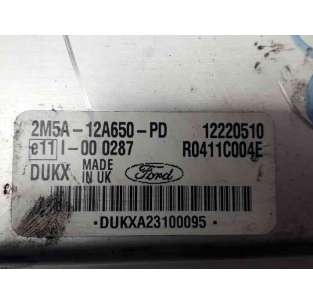 2M5A-12A650-PD 12220510
e11 I-00 0287 R0411C004E
DUKX MADE IN UK Ford
·DUKXA23100095·